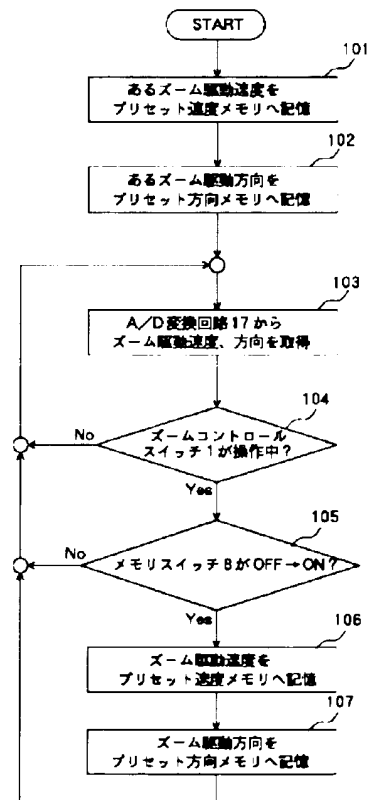 START
101
あるズーム駆動速度を
プリセット速度メモリへ記憶
102
あるズーム駆動方向を
プリセット方向メモリへ記憶
103
A/D変換回路17から
ズーム駆動速度、方向を取得
104
ズームコントロール
スイッチ1が操作中?
No
Yes
105
メモリスイッチ8がOFF→ON?
No
Yes
106
ズーム駆動速度を
プリセット速度メモリへ記憶
107
ズーム駆動方向を
プリセット方向メモリへ記憶